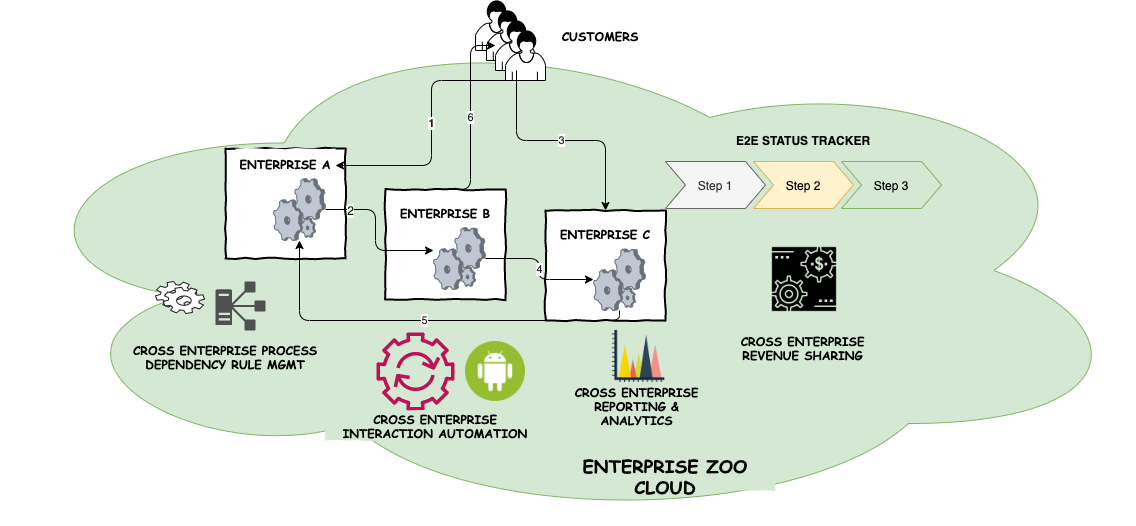 CUSTOMERS
1
6
3
E2E STATUS TRACKER
ENTERPRISE A
Step 1
Step 2
Step 3
2
ENTERPRISE B
ENTERPRISE C
4
$
5
CROSS ENTERPRISE PROCESS
DEPENDENCY RULE MGMT
CROSS ENTERPRISE
REVENUE SHARING
CROSS ENTERPRISE
REPORTING &
ANALYTICS
CROSS ENTERPRISE
INTERACTION AUTOMATION
ENTERPRISE ZOO
CLOUD